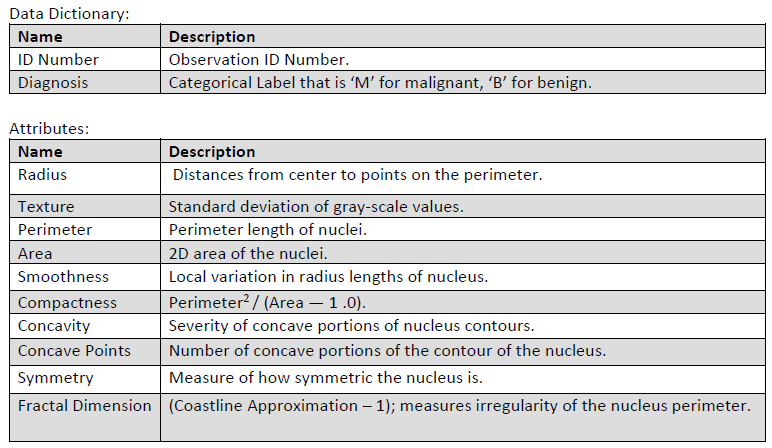 Data Dictionary:
Name Description
ID Number Observation ID Number.
Diagnosis Categorical Label that is ‘M’ for malignant, ‘B’ for benign.
Attributes:
Name Description
Radius Distances from center to points on the perimeter.
Texture Standard deviation of gray-scale values.
Perimeter Perimeter length of nuclei.
Area 2D area of the nuclei.
Smoothness Local variation in radius lengths of nucleus.
Compactness Perimeter² / (Area — 1 .0).
Concavity Severity of concave portions of nucleus contours.
Concave Points Number of concave portions of the contour of the nucleus.
Symmetry Measure of how symmetric the nucleus is.
Fractal Dimension (Coastline Approximation – 1); measures irregularity of the nucleus perimeter.